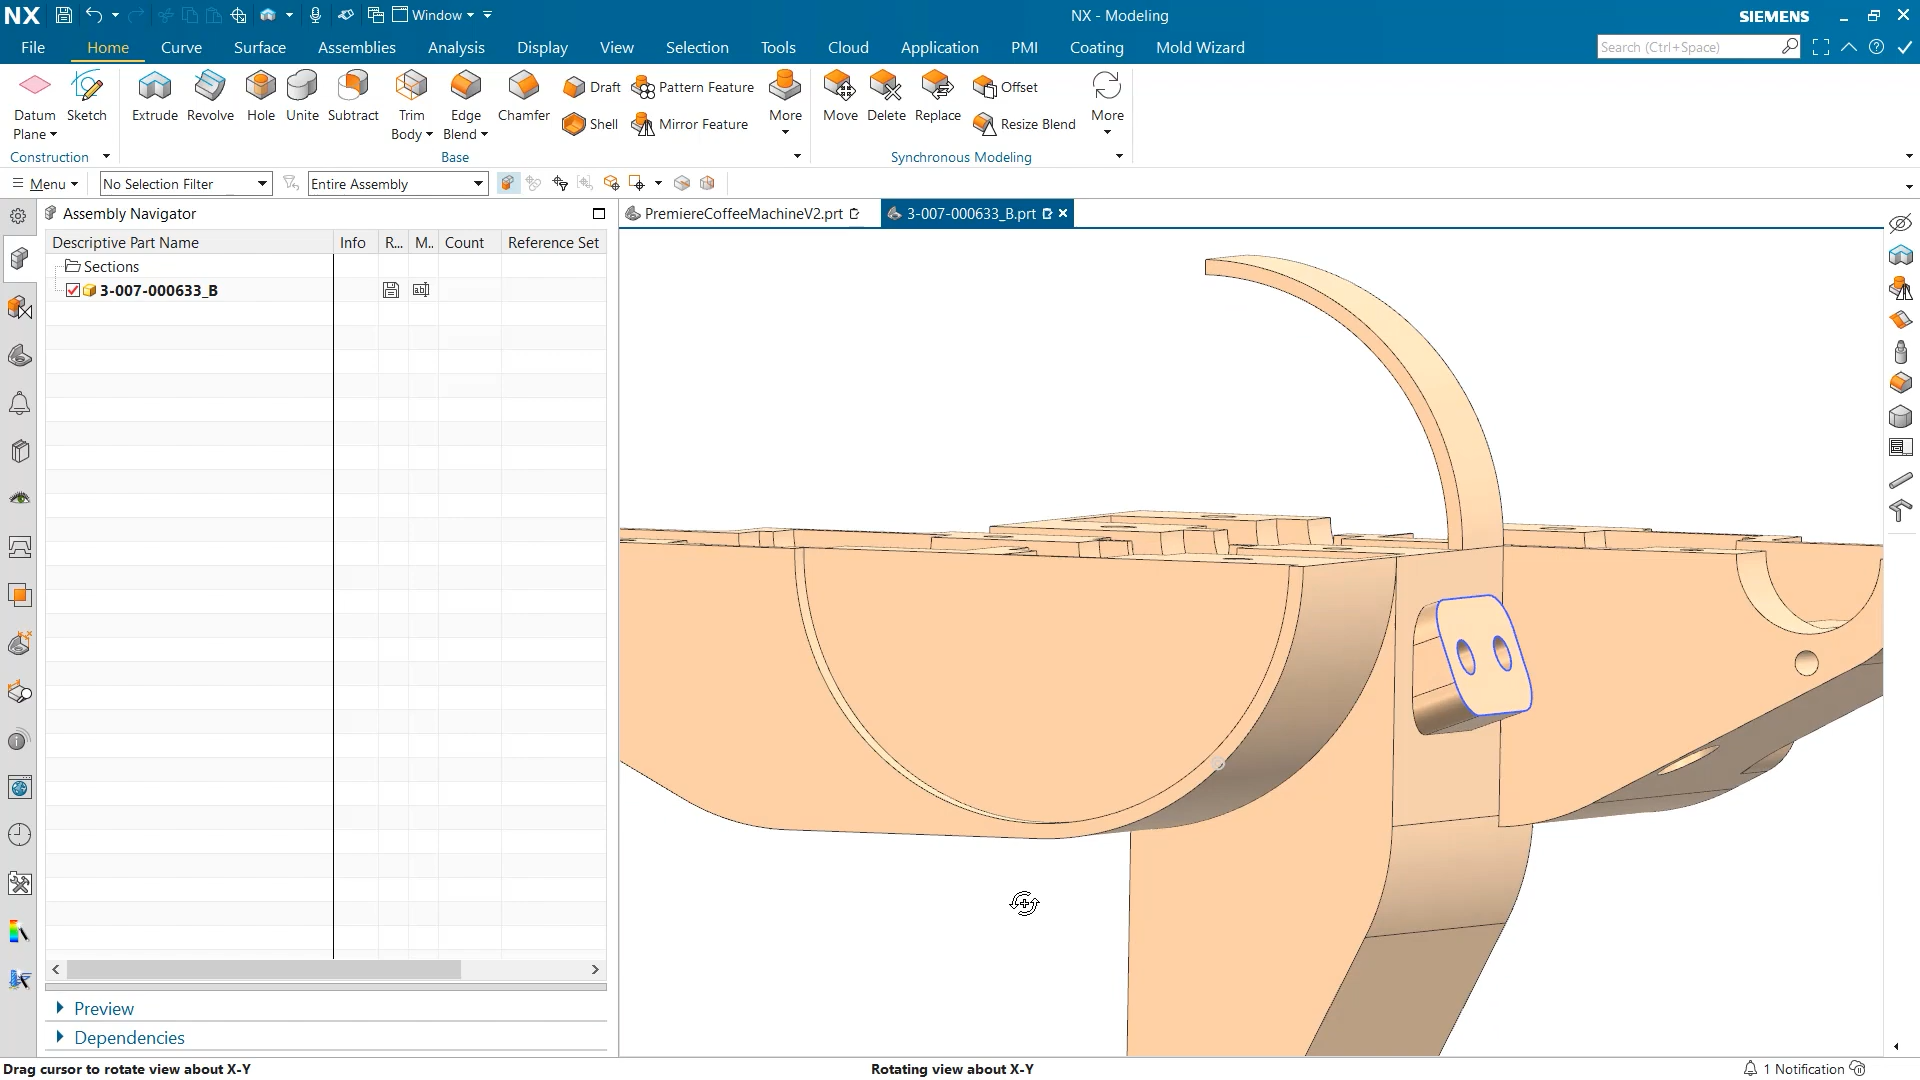 NX
Window
NX - Modeling
SIEMENS
File
Home
Curve
Surface
Assemblies
Analysis
Display
View
Selection
Tools
Cloud
Application
PMI
Coating
Mold Wizard
Search (Ctrl+Space)
Datum
Plane
Sketch
Extrude
Revolve
Hole
Unite
Subtract
Trim
Body
Edge
Blend
Chamfer
Draft
Shell
Pattern Feature
Mirror Feature
More
Move
Delete
Replace
Offset
Resize Blend
More
Construction
Base
Synchronous Modeling
Menu
No Selection Filter
Entire Assembly
Assembly Navigator
PremiereCoffeeMachineV2.prt
3-007-000633_B.prt
Descriptive Part Name
Info
R...
M..
Count
Reference Set
Sections
3-007-000633_B
Preview
Dependencies
Drag cursor to rotate view about X-Y
Rotating view about X-Y
1 Notification